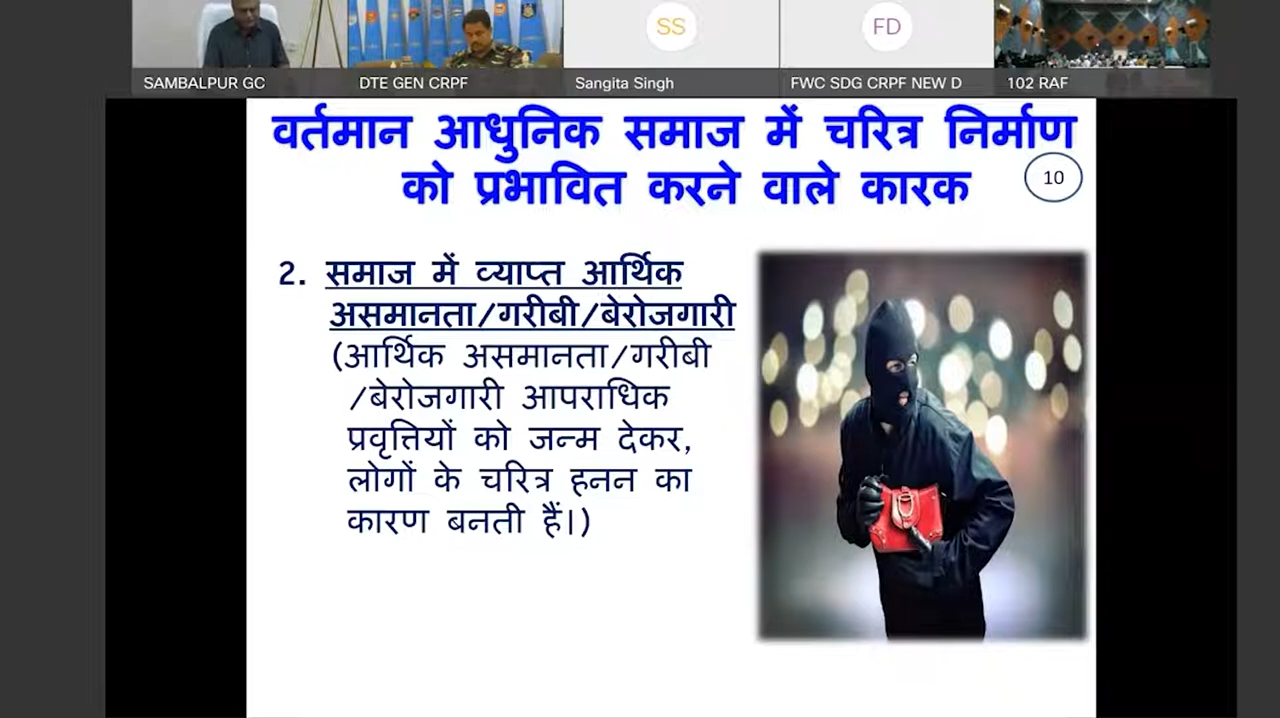 SS
FD
SAMBALPUR GC
DTE GEN CRPF
Sangita Singh
FWC SDG CRPF NEW D
102 RAF
वर्तमान आधुनिक समाज में चरित्र निर्माण
को प्रभावित करने वाले कारक
10
2. समाज में व्याप्त आर्थिक
असमानता/गरीबी/बेरोजगारी
(आर्थिक असमानता/गरीबी
/बेरोजगारी आपराधिक
प्रवृत्तियों को जन्म देकर,
लोगों के चरित्र हनन का
कारण बनती हैं।)